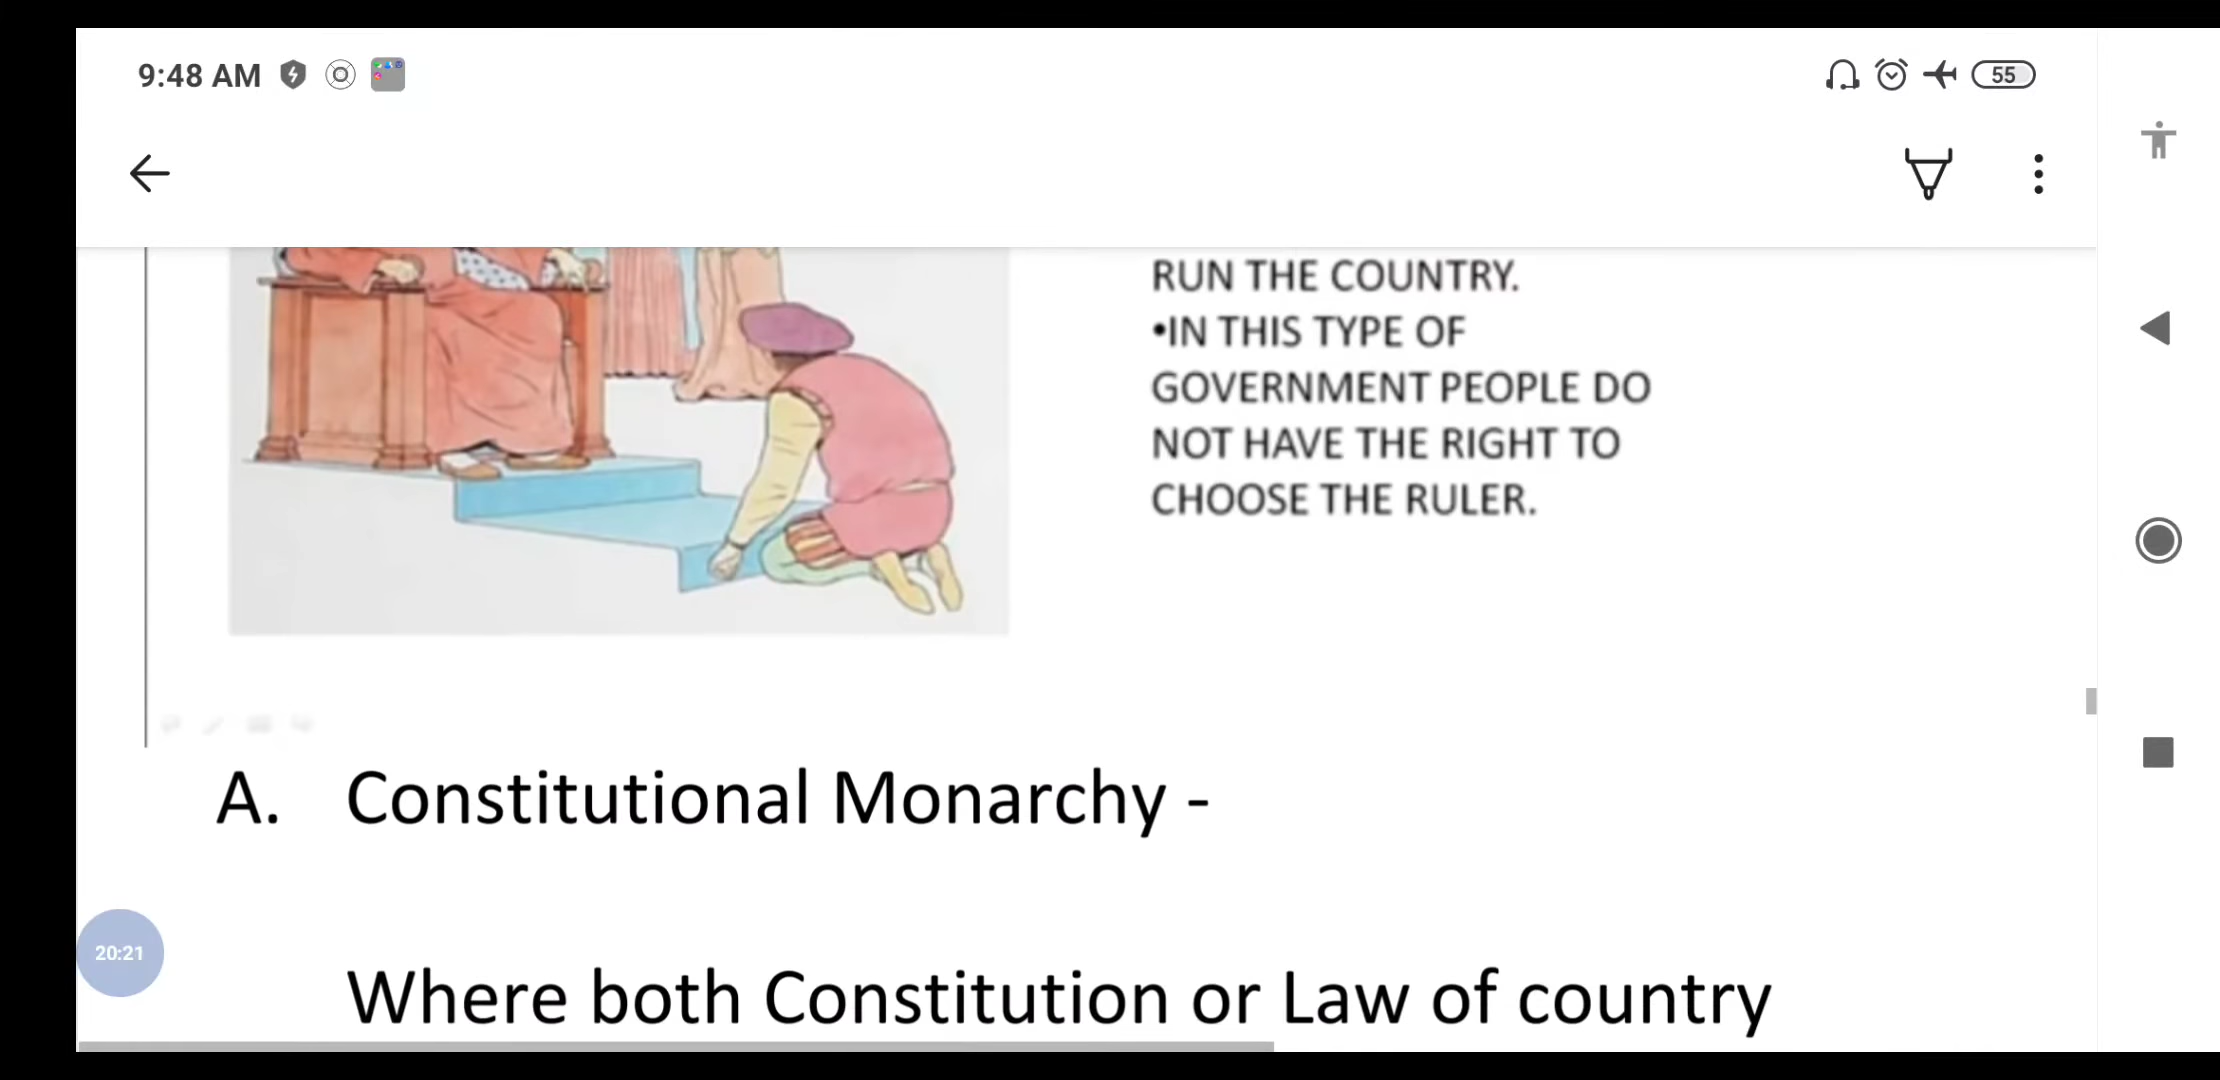 9:48 AM
55
RUN THE COUNTRY.
•IN THIS TYPE OF
GOVERNMENT PEOPLE DO
NOT HAVE THE RIGHT TO
CHOOSE THE RULER.
A. Constitutional Monarchy -
20:21
Where both Constitution or Law of country